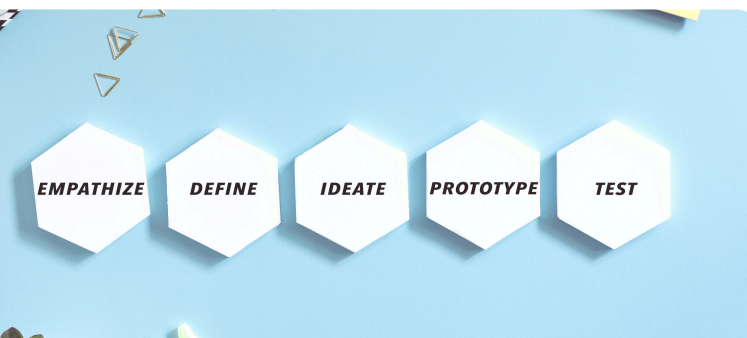 EMPATHIZE
DEFINE
IDEATE
PROTOTYPE
TEST